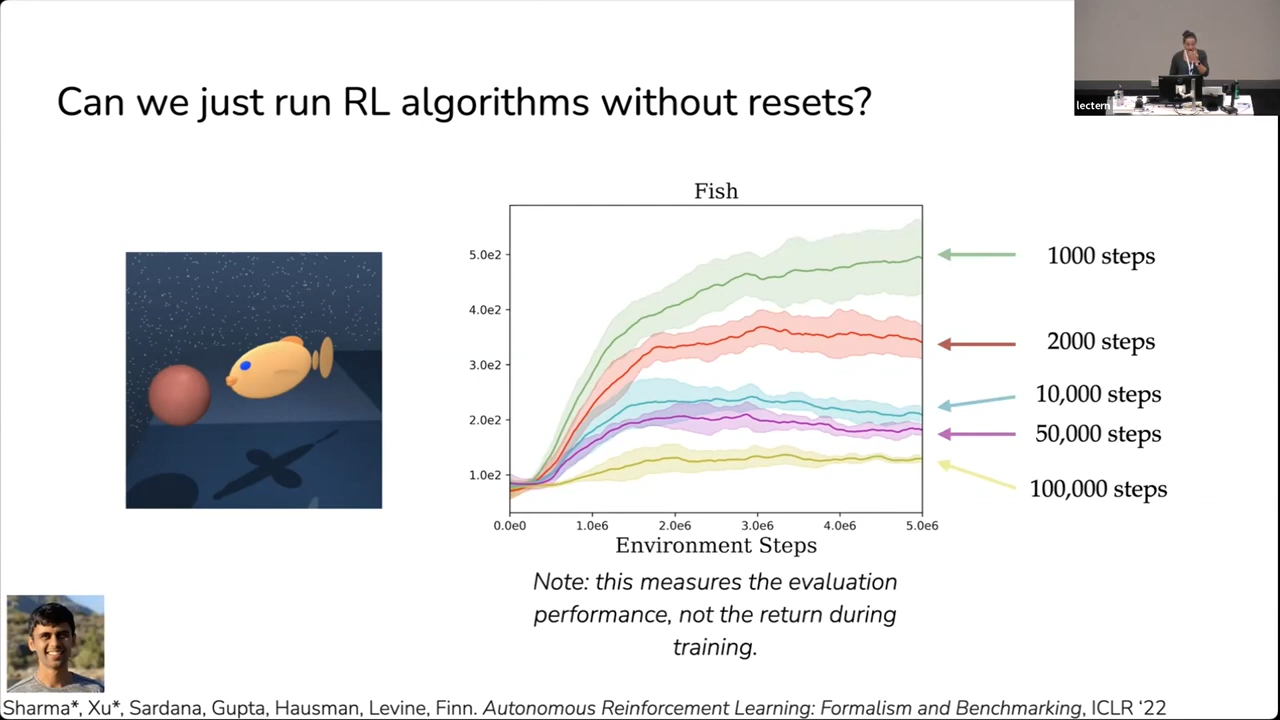 lectern
Can we just run RL algorithms without resets?
Fish
5.0e2
4.0e2
3.0e2
2.0e2
1.0e2
0.0e0 1.0e6 2.0e6 3.0e6 4.0e6 5.0e6
Environment Steps
1000 steps
2000 steps
10,000 steps
50,000 steps
100,000 steps
Note: this measures the evaluation
performance, not the return during
training.
Sharma*, Xu*, Sardana, Gupta, Hausman, Levine, Finn. Autonomous Reinforcement Learning: Formalism and Benchmarking, ICLR ‘22